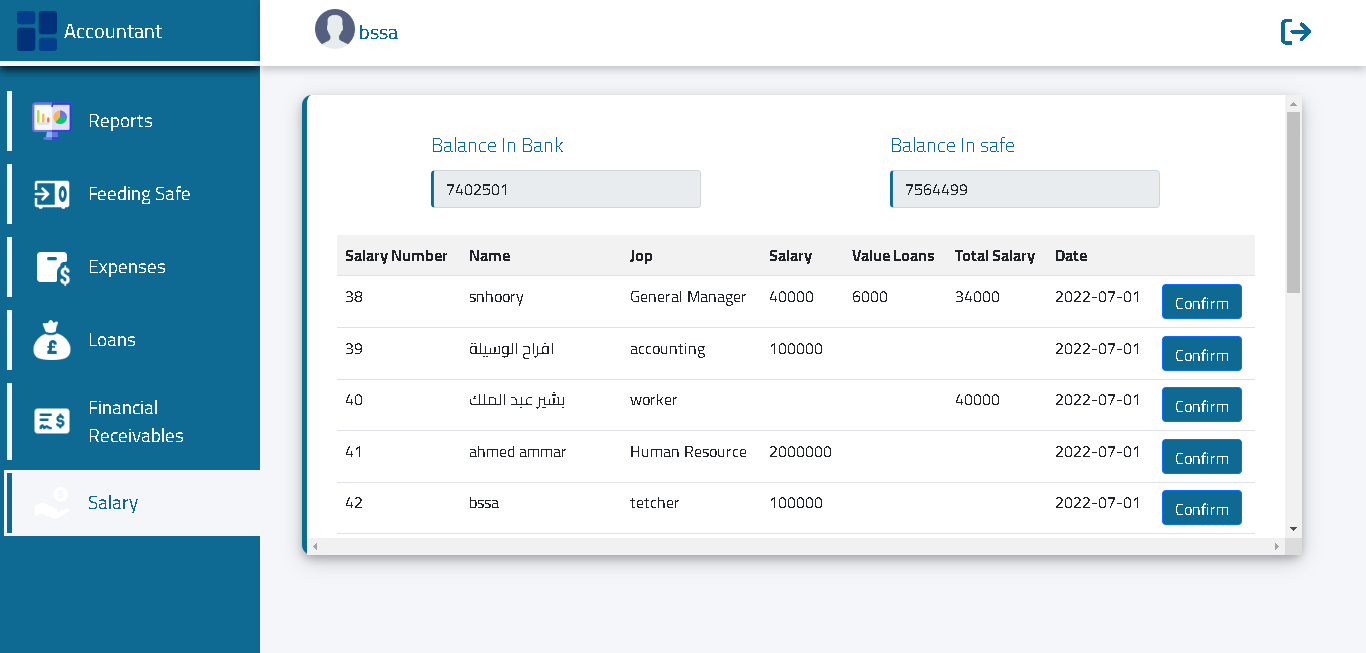 Accountant
bssa
Reports
Feeding Safe
Expenses
Loans
Financial
Receivables
Salary
Balance In Bank
Balance In safe
7402501
7564499
Salary Number Name Jop Salary Value Loans Total Salary Date
38 snhoory General Manager 40000 6000 34000 2022-07-01 Confirm
39 افراح الوسيلة accounting 100000 2022-07-01 Confirm
40 بشير عبد الملك worker 40000 2022-07-01 Confirm
41 ahmed ammar Human Resource 2000000 2022-07-01 Confirm
42 bssa tetcher 100000 2022-07-01 Confirm